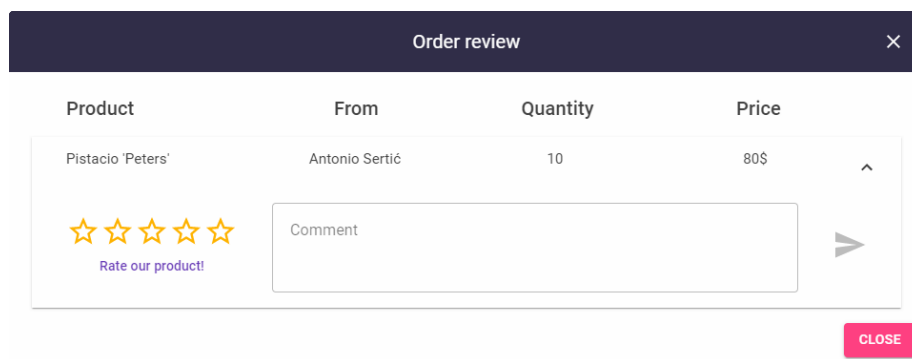 Order review
Product From Quantity Price
Pistacio 'Peters' Antonio Sertić 10 80$
Comment
Rate our product!
CLOSE